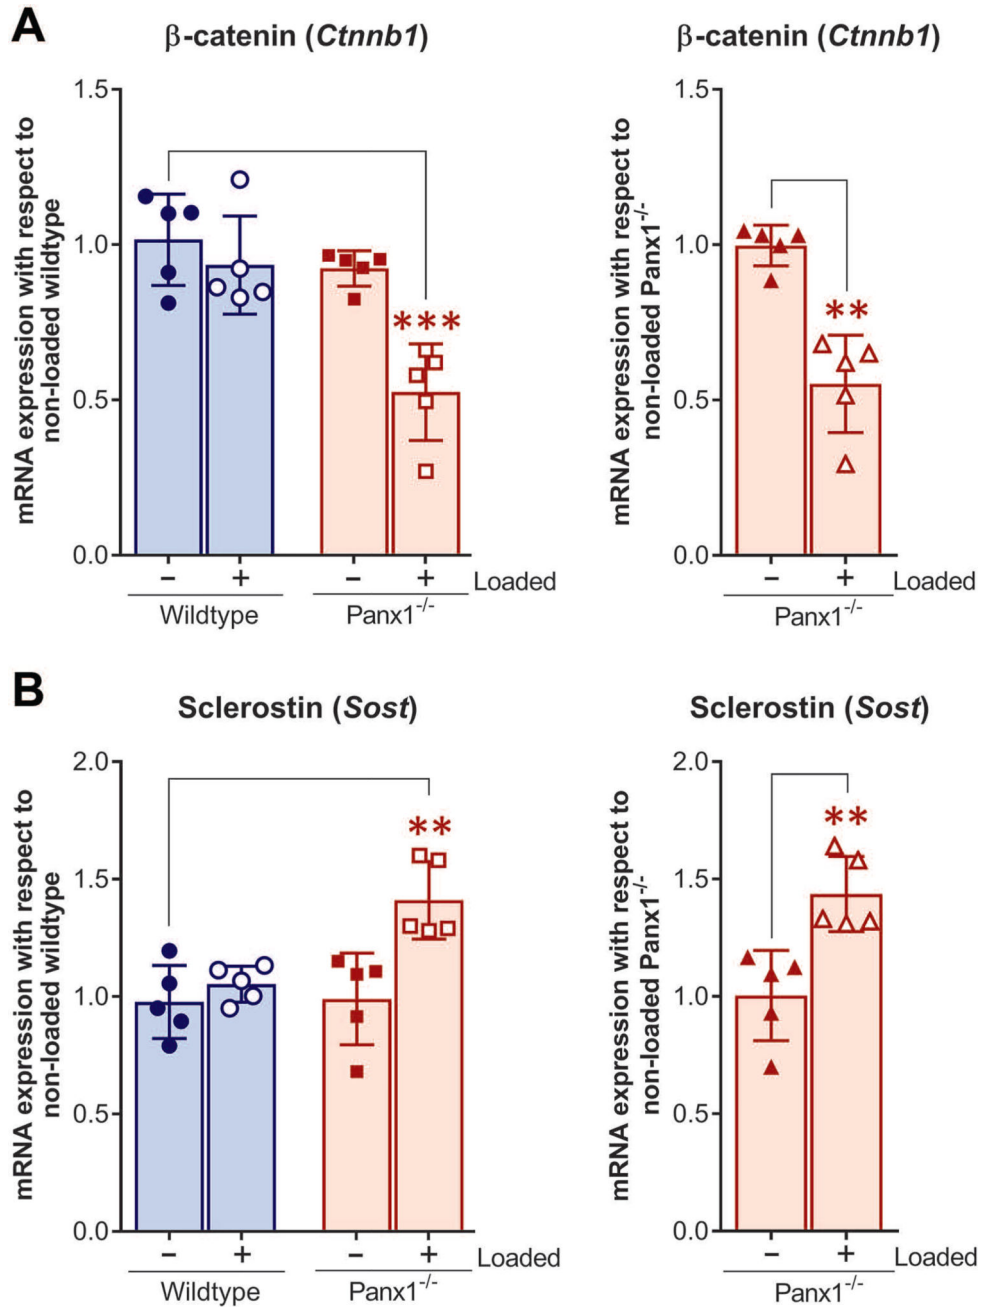 A
β-catenin (Ctnnb1)
mRNA expression with respect to
non-loaded wildtype
1.5
1.0
0.5
0.0
***
− + − + Loaded
Wildtype Panx1-/-
β-catenin (Ctnnb1)
mRNA expression with respect to
non-loaded Panx1-/-
1.5
1.0
0.5
0.0
**
− + Loaded
Panx1-/-
B
Sclerostin (Sost)
mRNA expression with respect to
non-loaded wildtype
2.0
1.5
1.0
0.5
0.0
**
− + − + Loaded
Wildtype Panx1-/-
Sclerostin (Sost)
mRNA expression with respect to
non-loaded Panx1-/-
2.0
1.5
1.0
0.5
0.0
**
− + Loaded
Panx1-/-